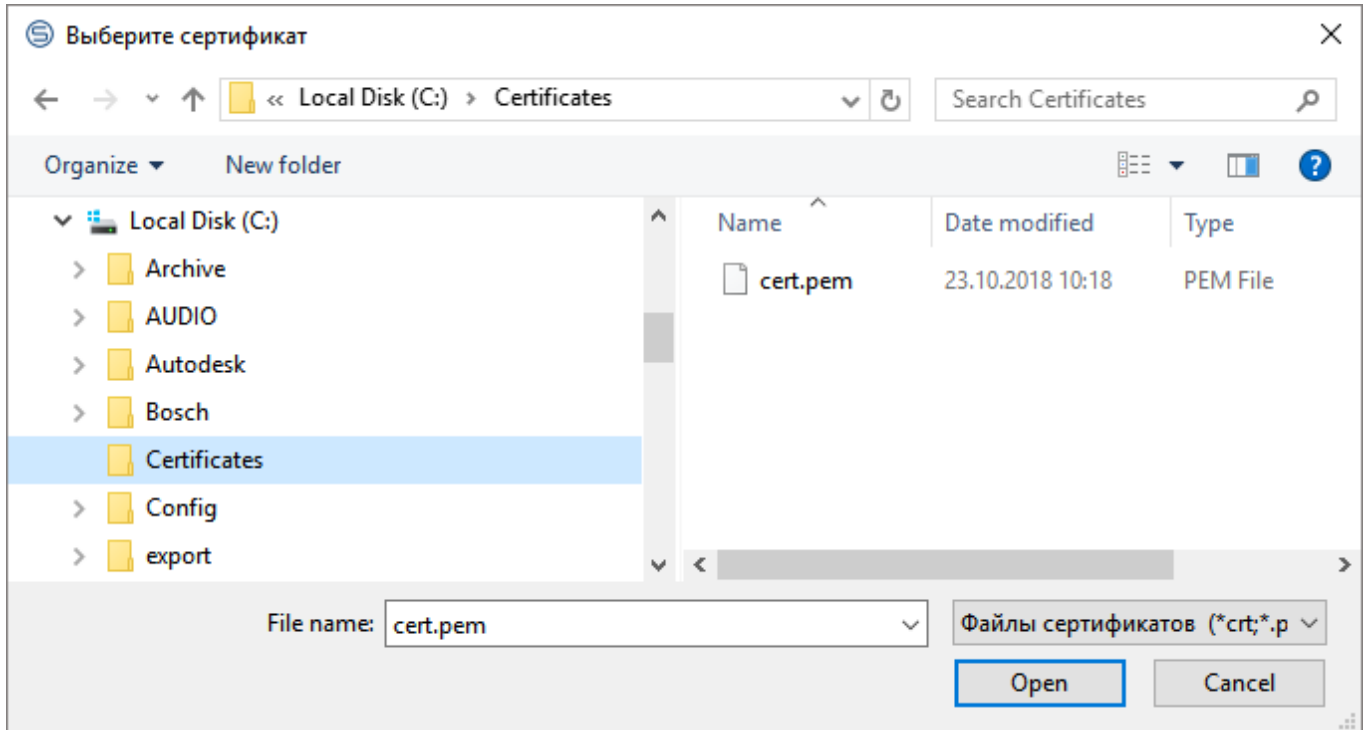 Выберите сертификат
« Local Disk (C:) › Certificates
Search Certificates
Organize New folder
Local Disk (C:)
Archive
AUDIO
Autodesk
Bosch
Certificates
Config
export
Name Date modified Type
cert.pem 23.10.2018 10:18 PEM File
File name: cert.pem
Файлы сертификатов (*crt;*.p
Open Cancel